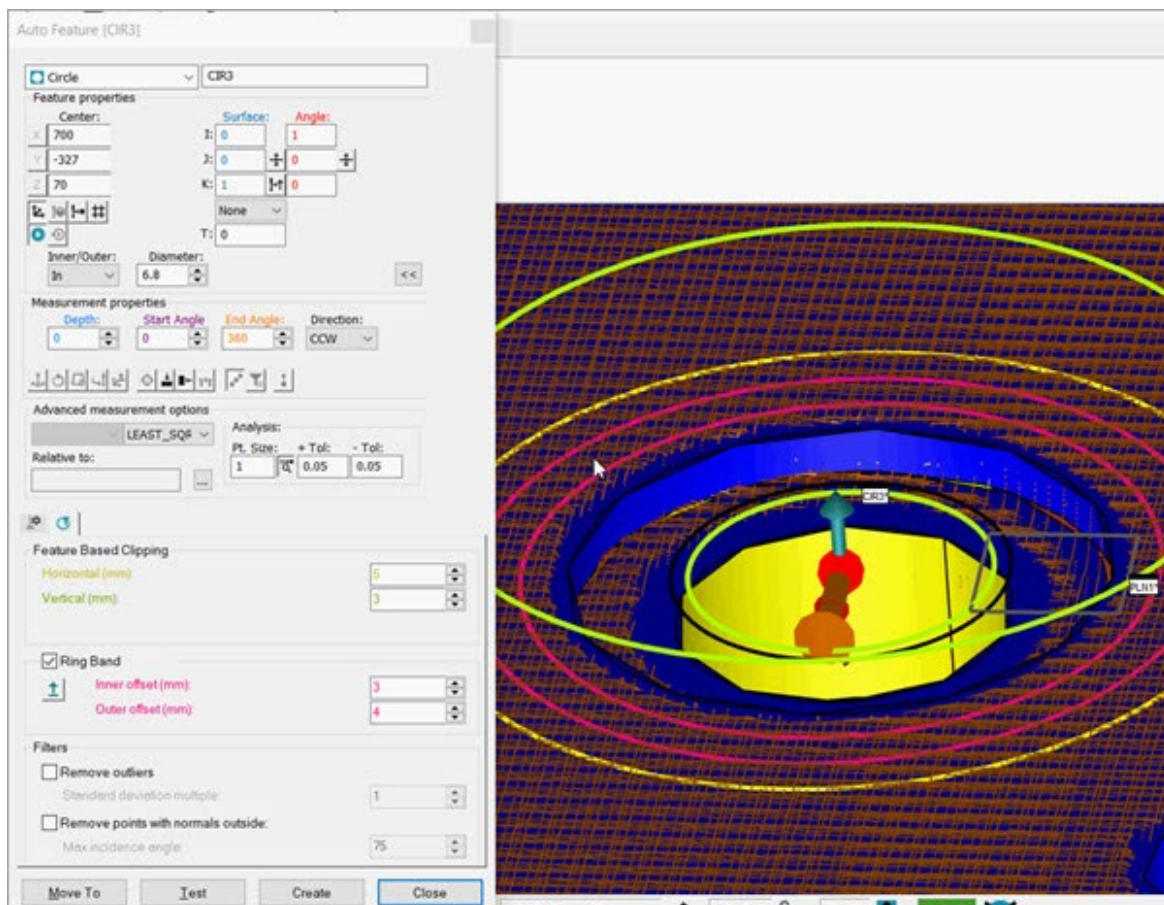 Auto Feature [CIR3]
Circle CIR3
Feature properties
Center: Surface: Angle:
X 700 I: 0 1
Y -327 J: 0 0
Z 70 K: 1 0
None
T: 0
Inner/Outer: Diameter:
In 6.8 <<
Measurement properties
Depth: Start Angle End Angle: Direction:
0 0 360 CCW
Advanced measurement options
LEAST_SQR
Analysis:
Pt. Size: + Tol: - Tol:
1 0.05 0.05
Relative to:
...
Feature Based Clipping
Horizontal (mm): 5
Vertical (mm): 3
Ring Band
Inner offset (mm): 3
Outer offset (mm): 4
Filters
Remove outliers
Standard deviation multiple: 1
Remove points with normals outside:
Max incidence angle 75
Move To Test Create Close
CIR3*
PLN1*